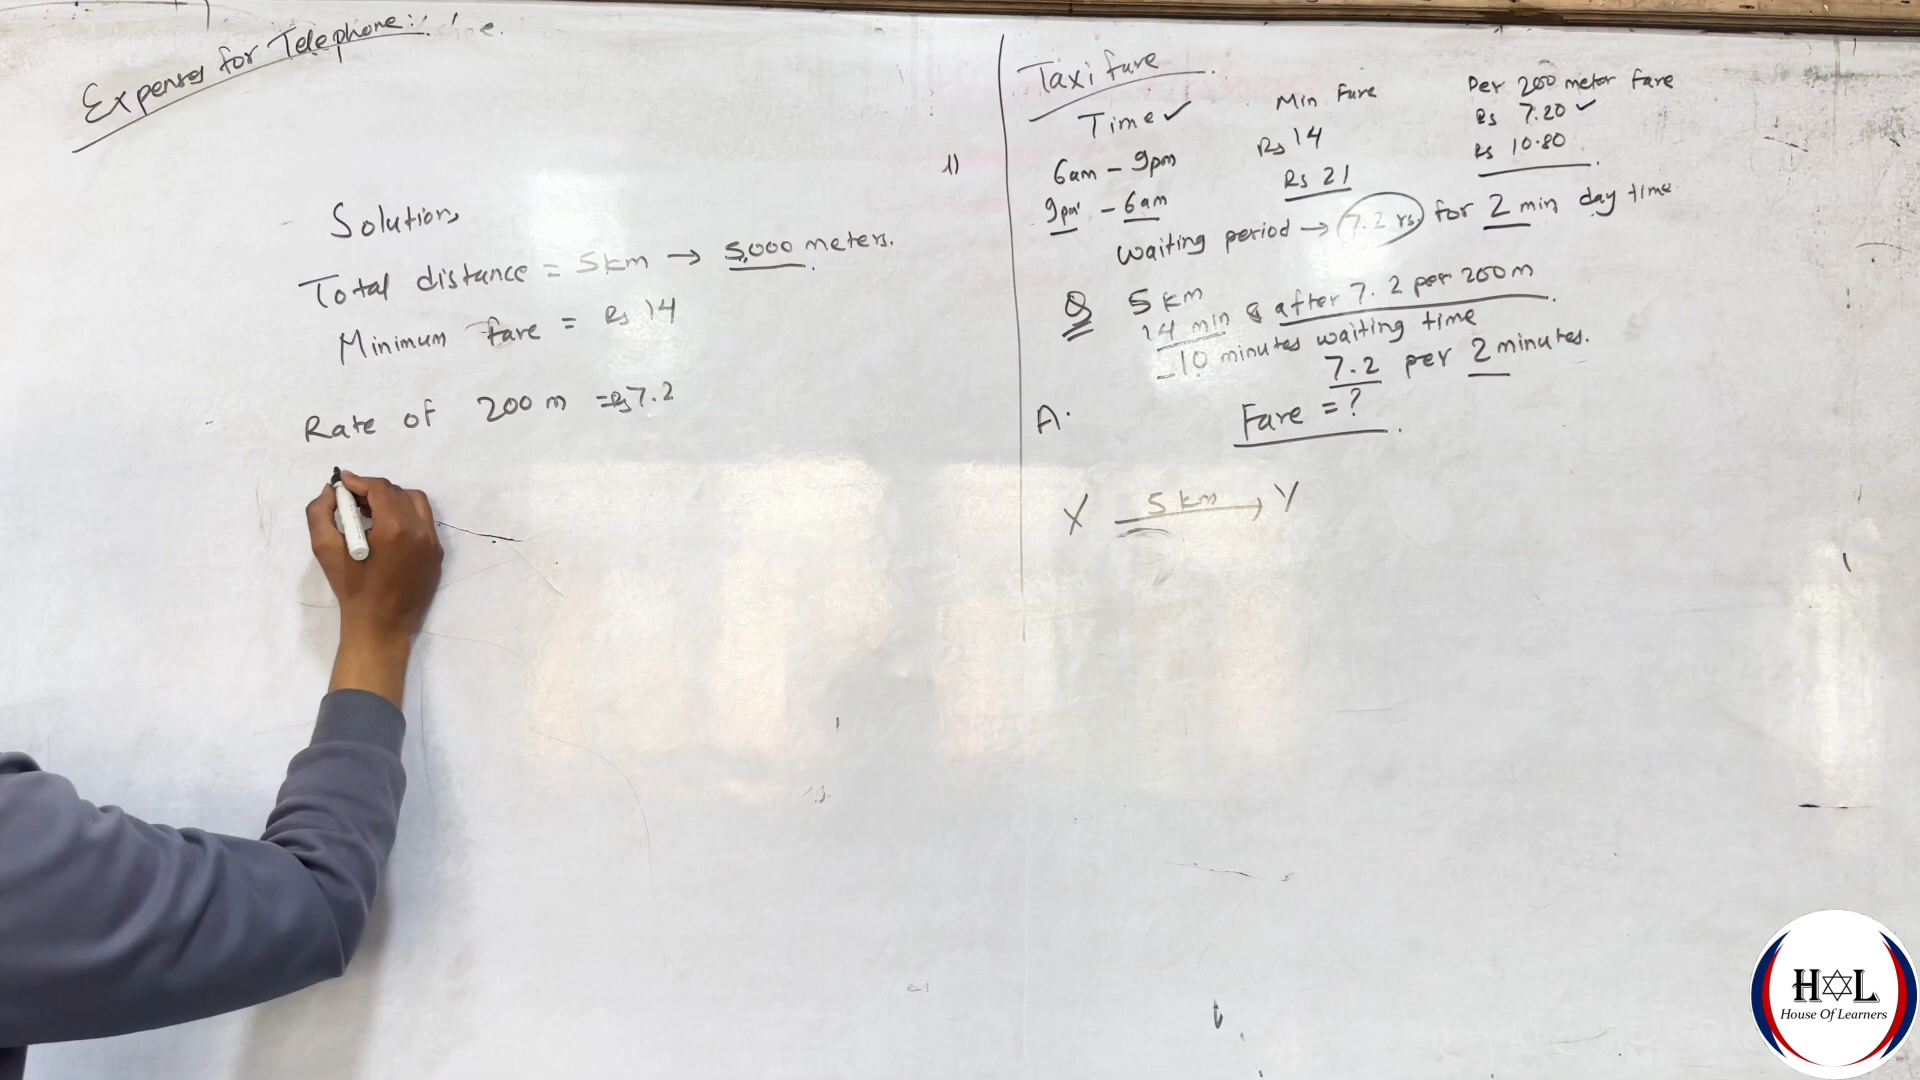 Expenses for Telephone:
Solution,
Total distance = 5km → 5,000 meters.
Minimum fare = Rs 14
Rate of 200 m = Rs 7.2
1)
Taxi fare
Time ✓ Min Fare Per 200 meter fare
6am – 9pm Rs 14 Rs 7.20 ✓
9pm – 6am Rs 21 Rs 10.80
Waiting period → 7.2 rs. for 2 min day time
Q 5 km
14 min & after 7.2 per 200m
– 10 minutes waiting time
7.2 per 2 minutes.
A. Fare = ?
X 5 km → Y
H L
House Of Learners